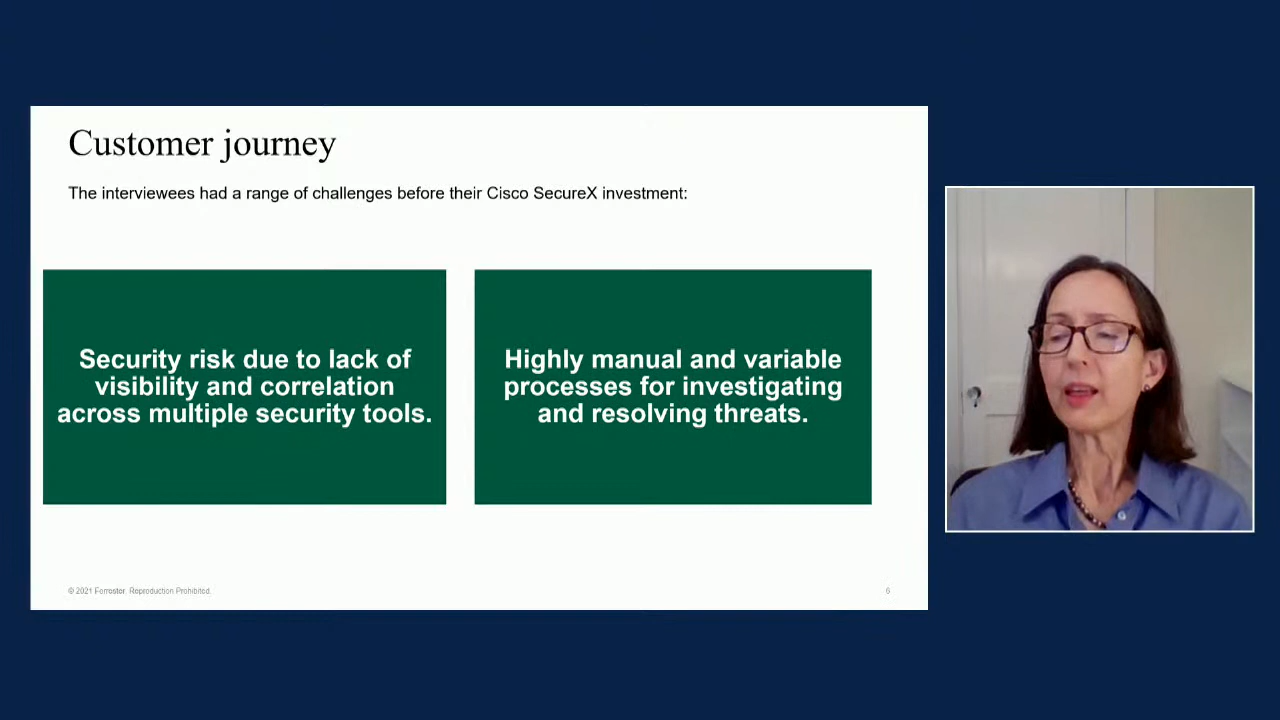 Customer journey
The interviewees had a range of challenges before their Cisco SecureX investment:
Security risk due to lack of
visibility and correlation
across multiple security tools.
Highly manual and variable
processes for investigating
and resolving threats.
© 2021 Forrester. Reproduction Prohibited.
6